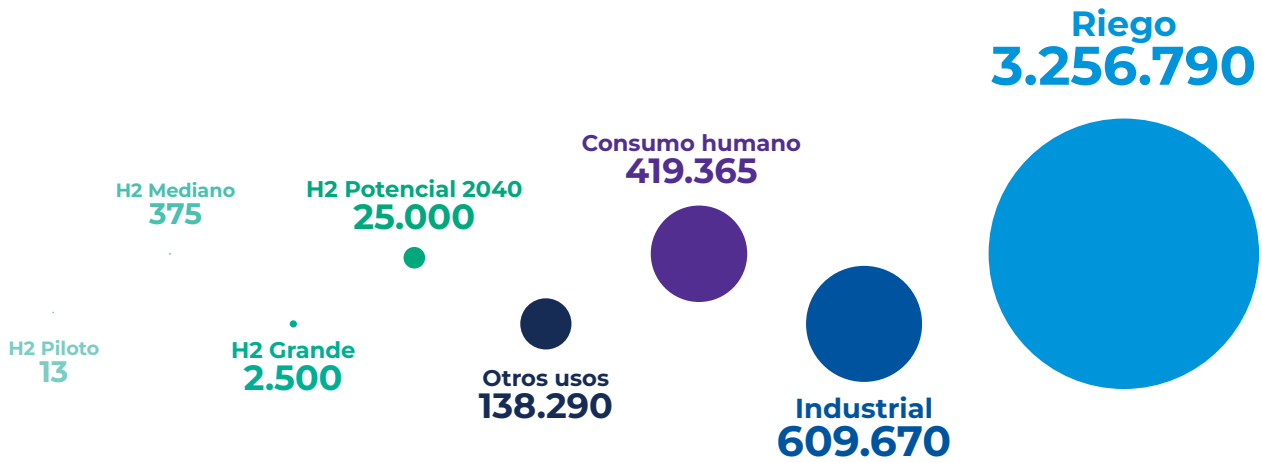 Riego
3.256.790
Consumo humano
419.365
H2 Mediano
375
H2 Potencial 2040
25.000
H2 Piloto
13
H2 Grande
2.500
Otros usos
138.290
Industrial
609.670